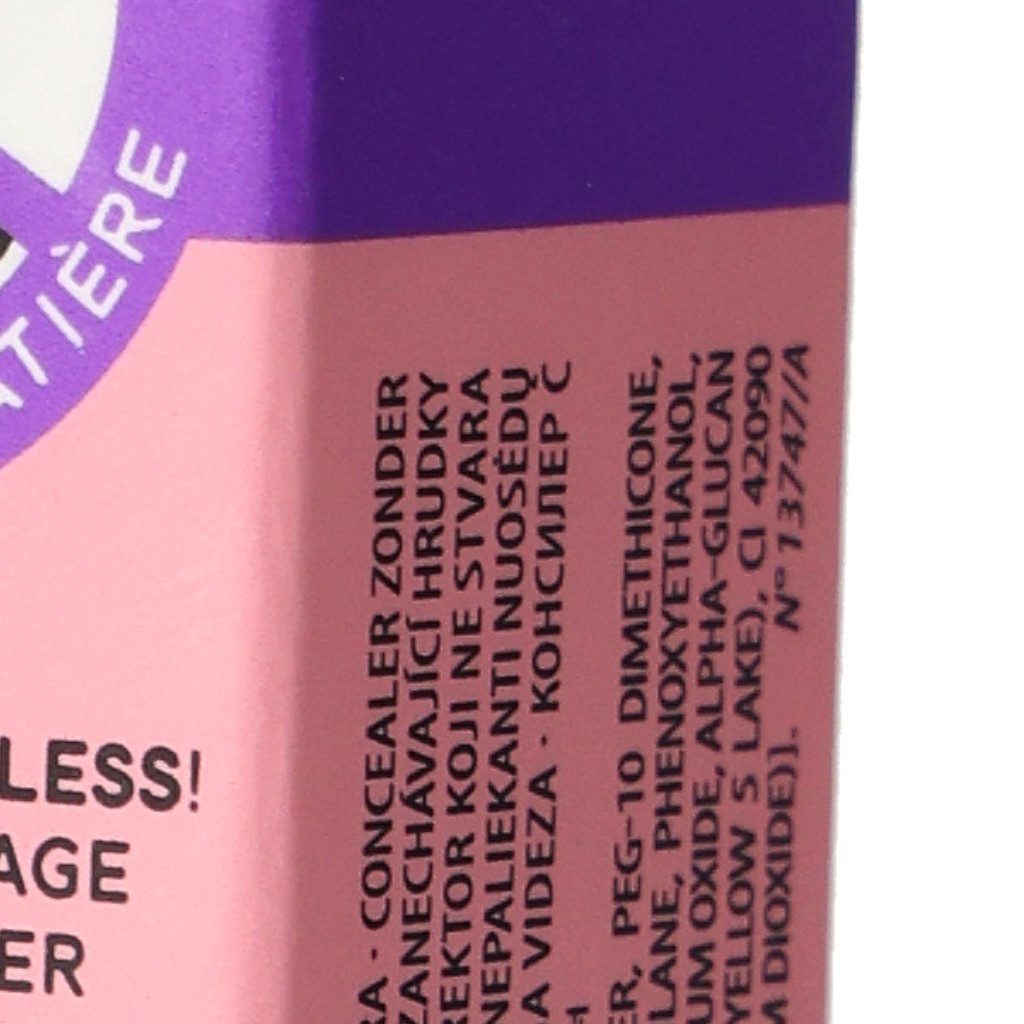 ATIÈRE
LESS!
AGE
ER
RA · CONCEALER ZONDER
ZANECHÁVAJÍCÍ HRUDKY
REKTOR KOJI NE STVARA
NEPALIEKANTI NUOSĖDŲ
A VIDEZA · КОНСИЛЕР С
Н
ER, PEG-10 DIMETHICONE,
LANE, PHENOXYETHANOL,
UM OXIDE, ALPHA-GLUCAN
YELLOW 5 LAKE), CI 42090
M DIOXIDE)]. N° 13747/A